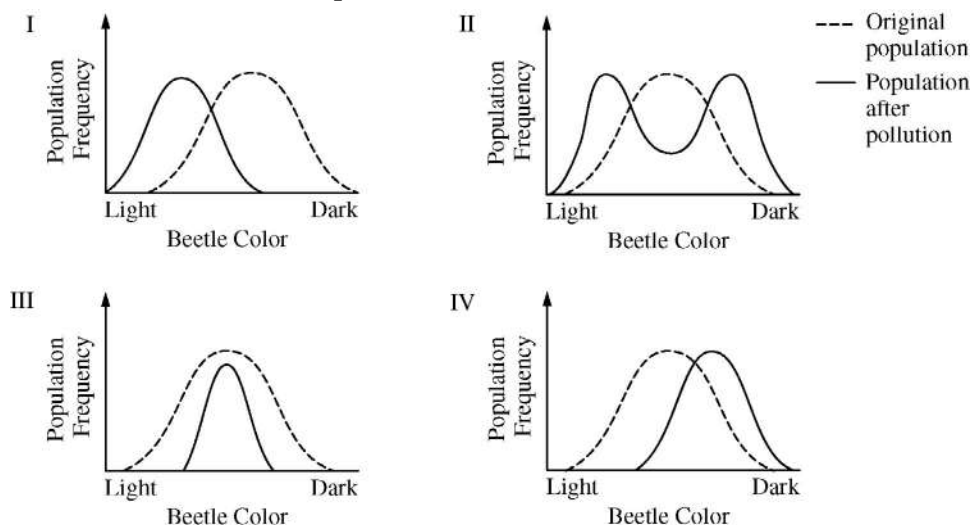 I
Population
Frequency
Light
Dark
Beetle Color
II
Population
Frequency
Light
Dark
Beetle Color
Original
population
Population
after
pollution
III
Population
Frequency
Light
Dark
Beetle Color
IV
Population
Frequency
Light
Dark
Beetle Color